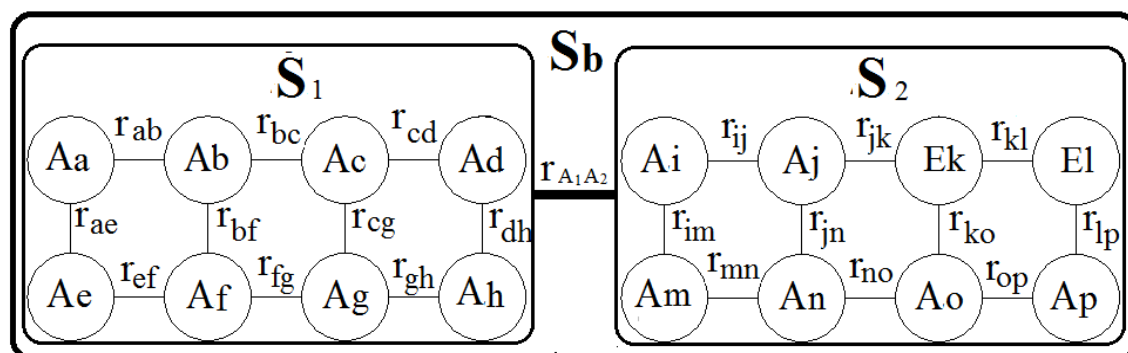 Sb
S1
S2
Aa rab Ab rbc Ac rcd Ad
rA1A2
Ai rij Aj rjk Ek rkl El
rae rbf rcg rdh
rim rjn rko rlp
Ae ref Af rfg Ag rgh Ah
Am rmn An rno Ao rop Ap